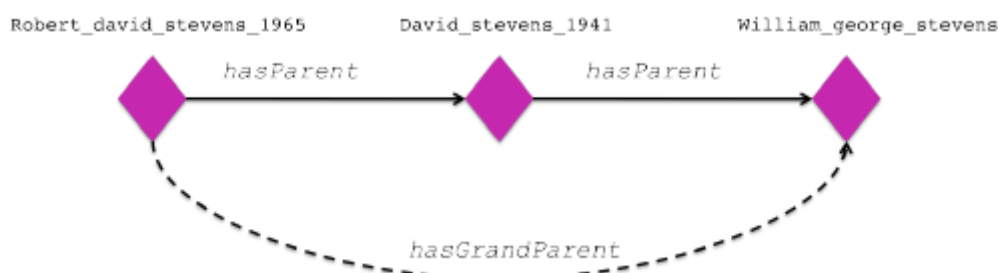 Robert_david_stevens_1965 David_stevens_1941 William_george_stevens
hasParent hasParent
hasGrandParent